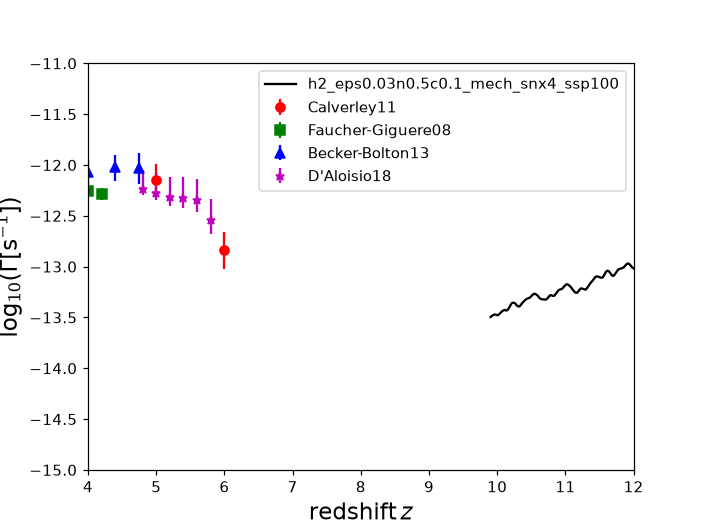 −11.0
−11.5
−12.0
−12.5
−13.0
−13.5
−14.0
−14.5
−15.0
log₁₀(Γ[s⁻¹])
h2_eps0.03n0.5c0.1_mech_snx4_ssp100
Calverley11
Faucher-Giguere08
Becker-Bolton13
D'Aloisio18
4 5 6 7 8 9 10 11 12
redshift z